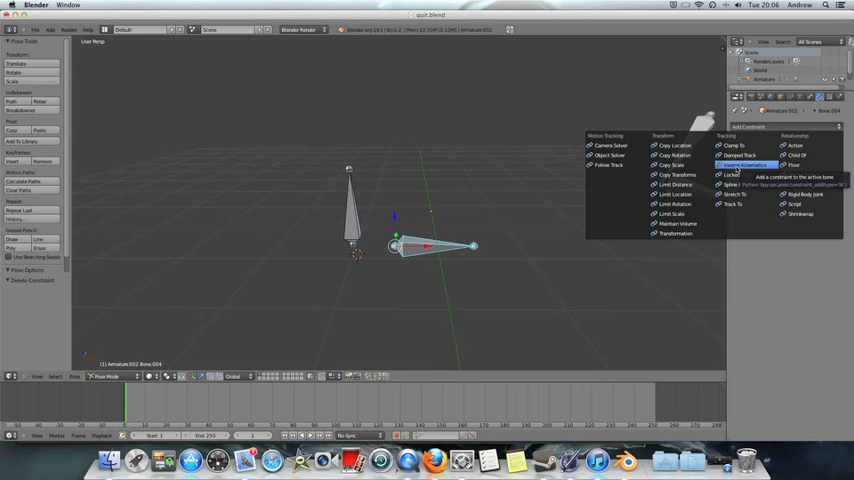 Blender Window Tue 20:06 Andrew
quit.blend
File Add Render Help Default Scene Blender Render
Pose Tools
User Persp
View Search All Scenes
Scene
RenderLayers
World
Armature
Armature.002 Bone.004
Add Constraint
Transform:
Translate
Rotate
Scale
In-Between:
Push Relax
Breakdowner
Pose:
Copy Paste
Add To Library
Keyframes:
Insert Remove
Motion Paths:
Calculate Paths
Clear Paths
Repeat:
Repeat Last
History...
Grease Pencil:
Draw Line
Poly Erase
Use Sketching Sessio
Pose Options
Delete Constraint
Motion Tracking
Camera Solver
Object Solver
Follow Track
Transform
Copy Location
Copy Rotation
Copy Scale
Copy Transforms
Limit Distance
Limit Location
Limit Rotation
Limit Scale
Maintain Volume
Transformation
Tracking
Clamp To
Damped Track
Inverse Kinematics
Locked
Spline I
Stretch To
Track To
Relationship
Action
Child Of
Floor
Rigid Body Joint
Script
Shrinkwrap
Add a constraint to the active bone
(1) Armature.002 Bone.004
View Select Pose Pose Mode Global
View Marker Frame Playback Start: 1 End: 250 1 No Sync